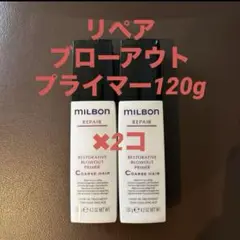 リペア
ブローアウト
プライマー120g
✖2コ
milbon
REPAIR
RESTORATIVE
BLOWOUT
PRIMER
COARSE HAIR
milbon
REPAIR
RESTORATIVE
BLOWOUT
PRIMER
COARSE HAIR